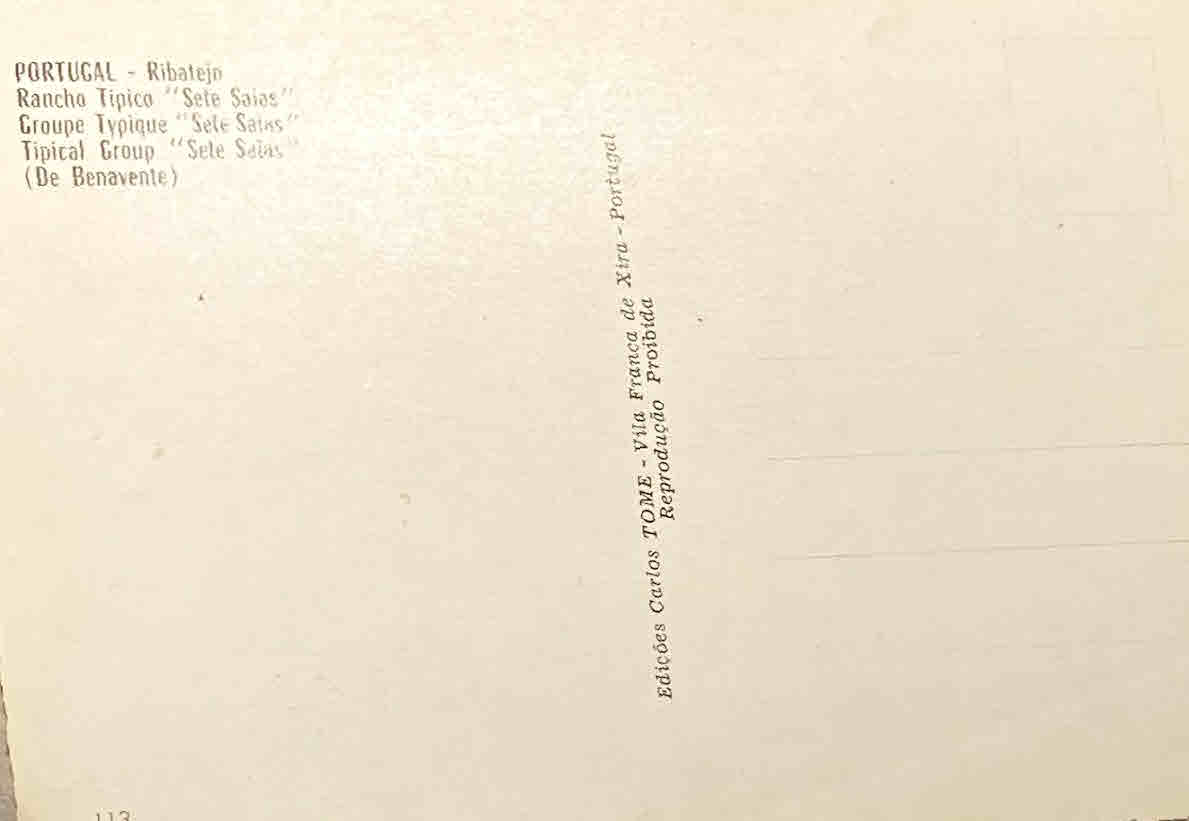 PORTUGAL - Ribatejo
Rancho Tipico "Sete Saias"
Groupe Typique "Sete Saias"
Tipical Group "Sete Saias"
(De Benavente)
Edições Carlos TOME - Vila Franca de Xira - Portugal
Reprodução Proibida
113